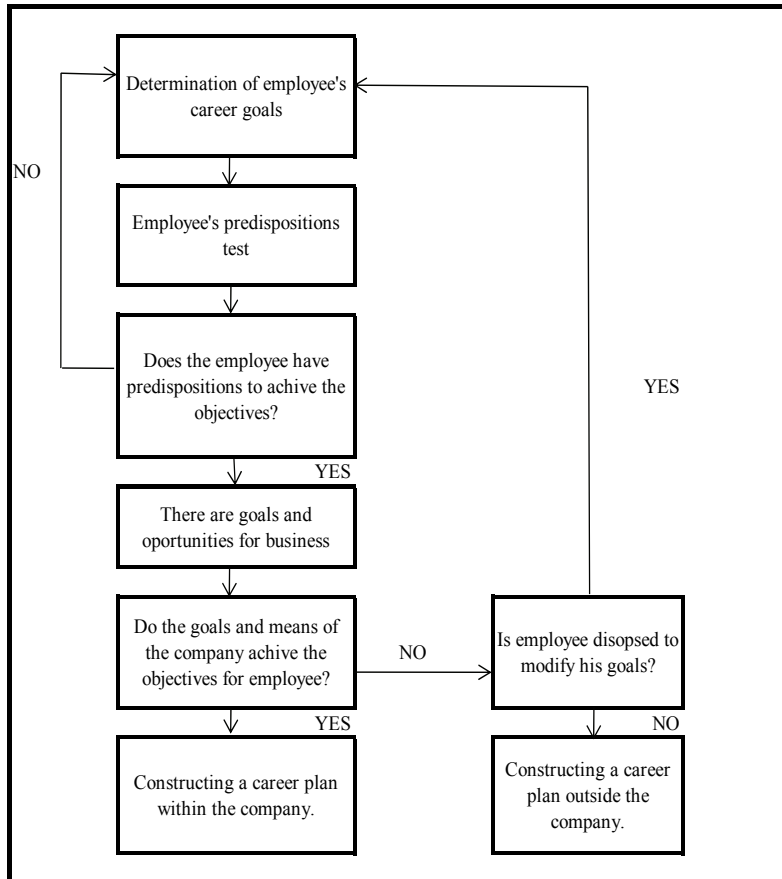 Determination of employee's
career goals
NO
Employee's predispositions
test
Does the employee have
predispositions to achive the
objectives?
YES
YES
There are goals and
oportunities for business
Do the goals and means of
the company achive the
objectives for employee?
NO
Is employee disopsed to
modify his goals?
YES
NO
Constructing a career plan
within the company.
Constructing a career
plan outside the
company.